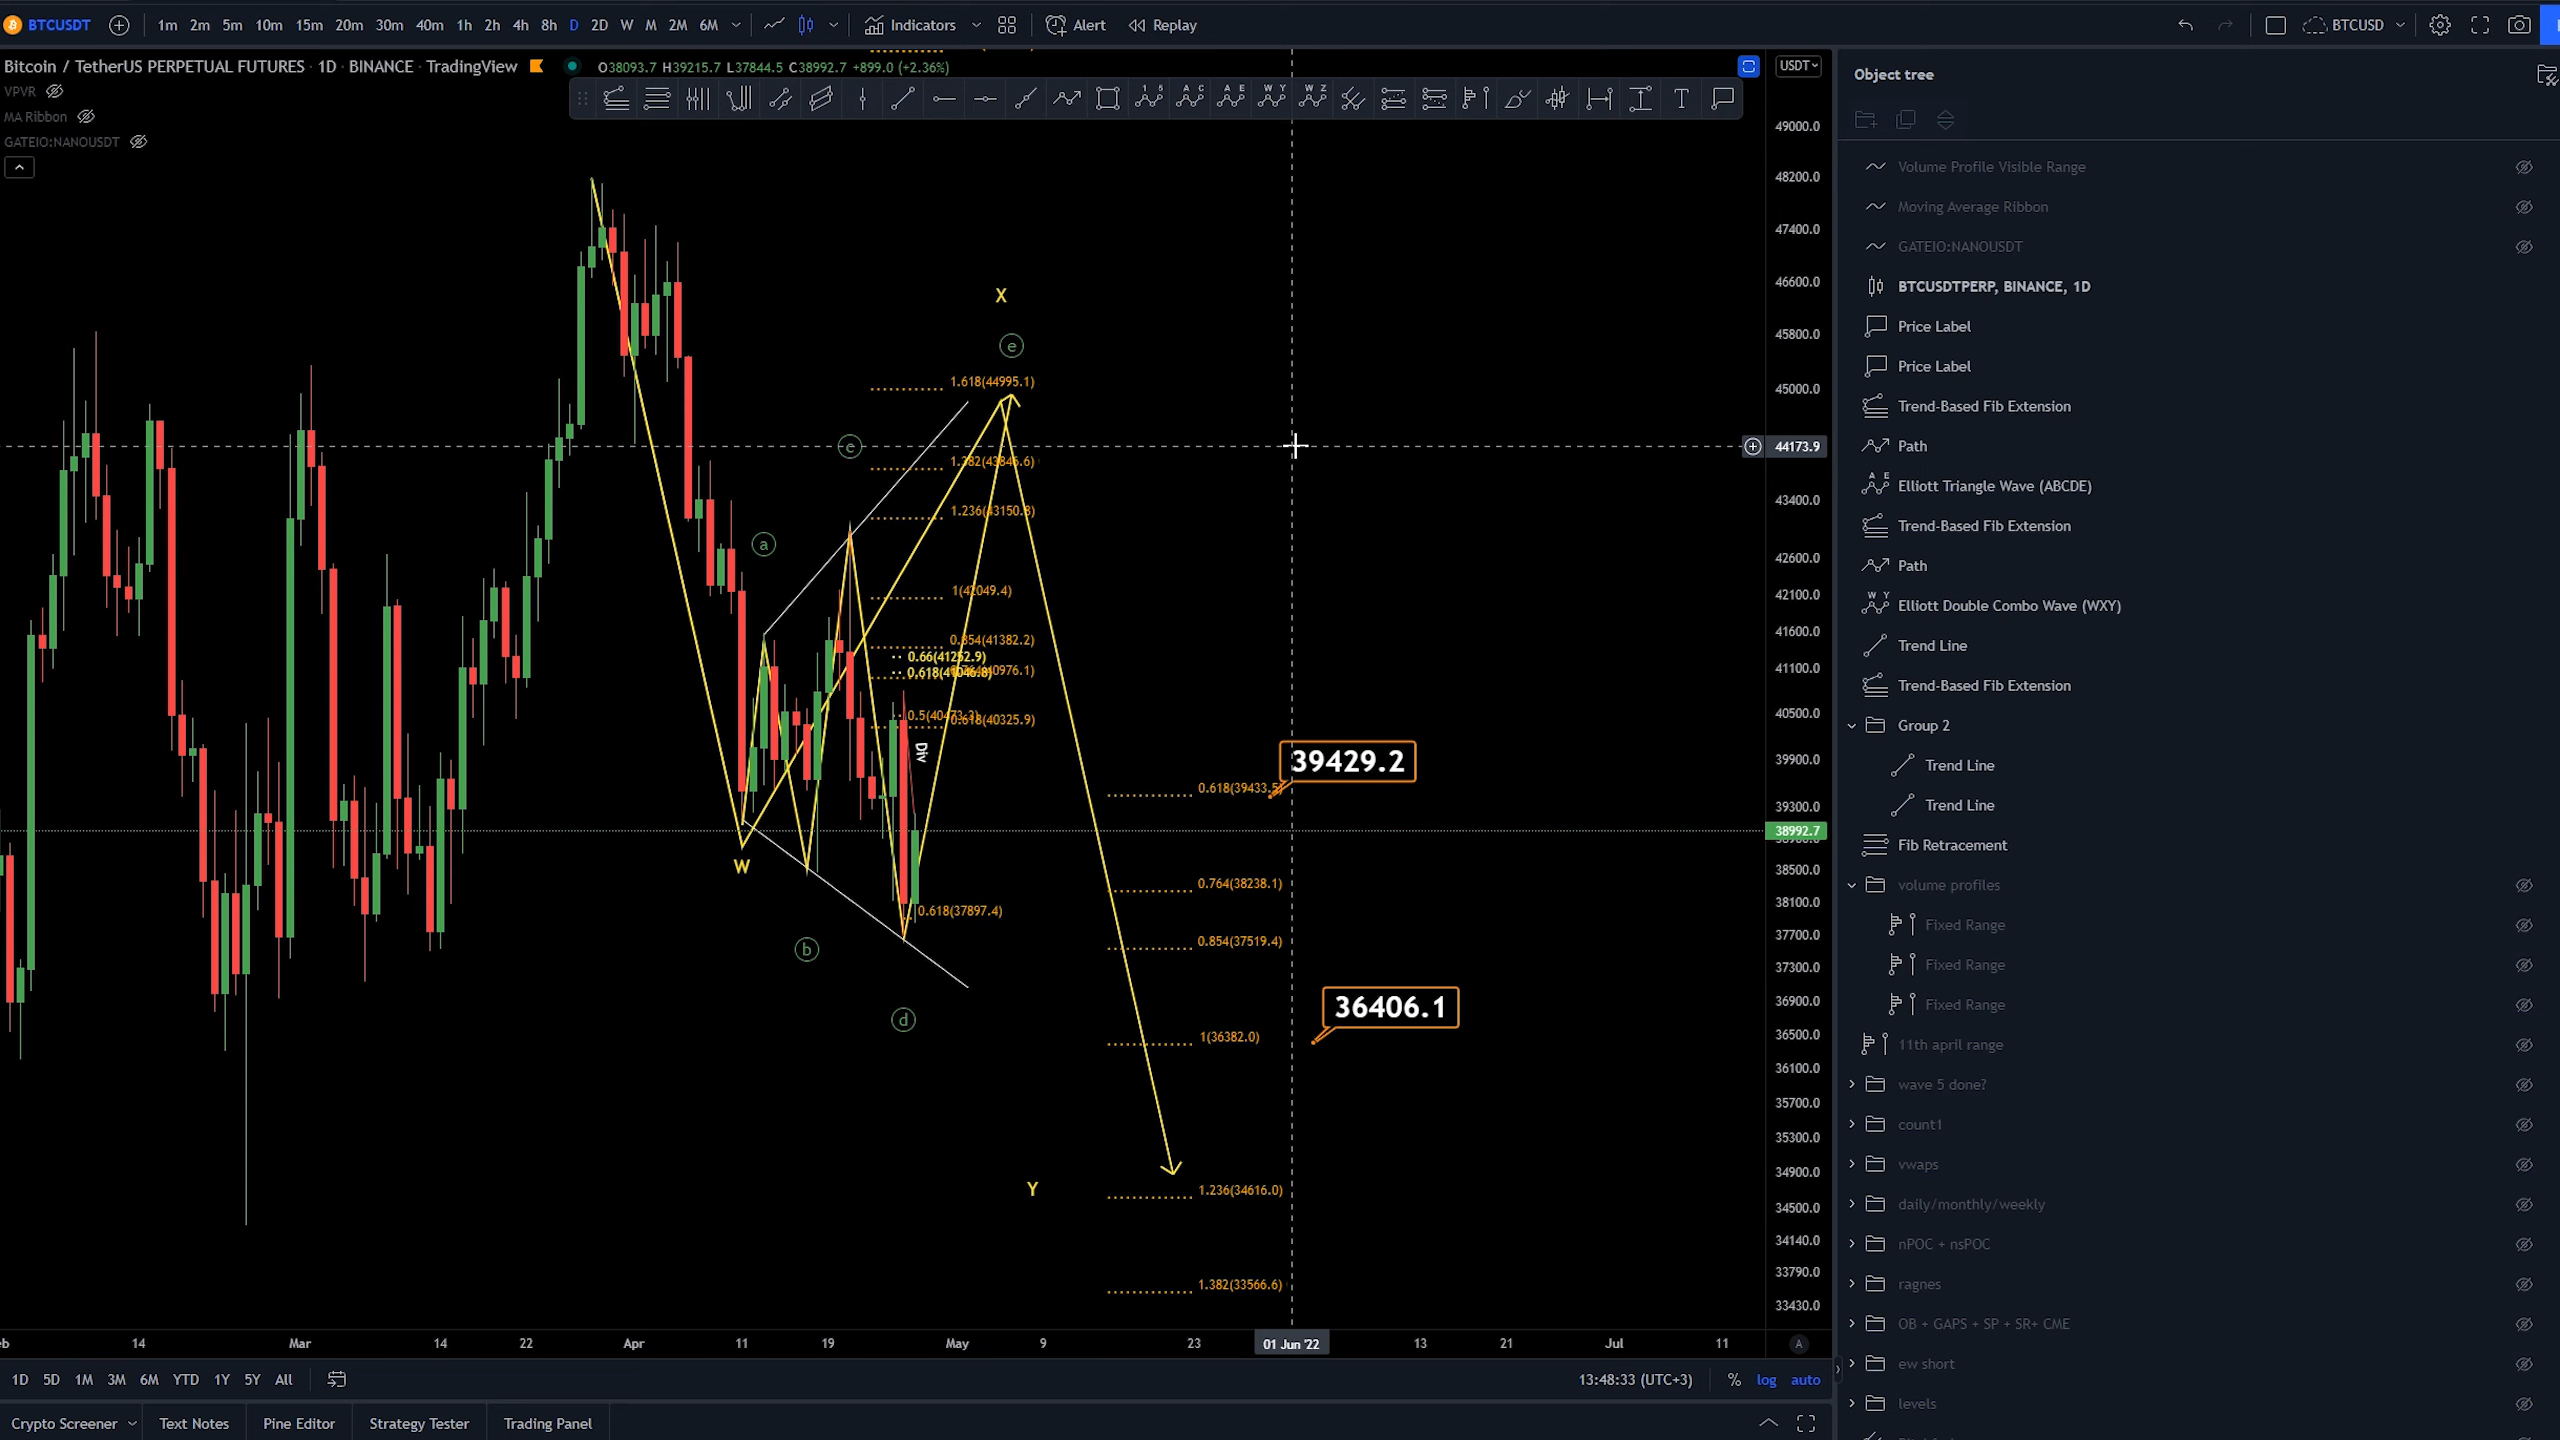 BTCUSDT 1m 2m 5m 10m 15m 20m 30m 40m 1h 2h 4h 8h D 2D W M 2M 6M Indicators Alert Replay BTCUSD
Bitcoin / TetherUS PERPETUAL FUTURES · 1D · BINANCE · TradingView O38093.7 H39215.7 L37844.5 C38992.7 +899.0 (+2.36%) USDT
VPVR
MA Ribbon
GATEIO:NANOUSDT
X
e
1.618(44995.1)
c
1.382(43846.6)
1.236(43150.8)
a
1(42049.4)
0.854(41382.2)
0.66(41252.9)
0.618(41046.8)
0.5(40473.3)
0.618(40325.9)
Div
39429.2
0.618(39433.5)
W
0.764(38238.1)
0.618(37897.4)
0.854(37519.4)
b
36406.1
d
1(36382.0)
Y
1.236(34616.0)
1.382(33566.6)
49000.0
48200.0
47400.0
46600.0
45800.0
45000.0
44173.9
43400.0
42600.0
42100.0
41600.0
41100.0
40500.0
39900.0
39300.0
38992.7
38500.0
38100.0
37700.0
37300.0
36900.0
36500.0
36100.0
35700.0
35300.0
34900.0
34500.0
34140.0
33790.0
33430.0
14 Mar 14 22 Apr 11 19 May 9 23 01 Jun '22 13 21 Jul 11 A
1D 5D 1M 3M 6M YTD 1Y 5Y All 13:48:33 (UTC+3) % log auto
Crypto Screener Text Notes Pine Editor Strategy Tester Trading Panel
Object tree
Volume Profile Visible Range
Moving Average Ribbon
GATEIO:NANOUSDT
BTCUSDTPERP, BINANCE, 1D
Price Label
Price Label
Trend-Based Fib Extension
Path
Elliott Triangle Wave (ABCDE)
Trend-Based Fib Extension
Path
Elliott Double Combo Wave (WXY)
Trend Line
Trend-Based Fib Extension
Group 2
Trend Line
Trend Line
Fib Retracement
volume profiles
Fixed Range
Fixed Range
Fixed Range
11th april range
wave 5 done?
count1
vwaps
daily/monthly/weekly
nPOC + nsPOC
ragnes
OB + GAPS + SP + SR+ CME
ew short
levels